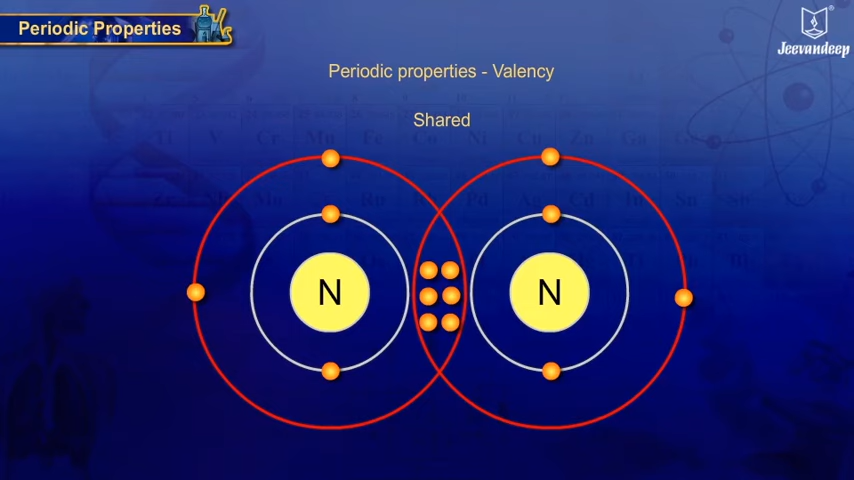 Periodic Properties
Jeevandeep
Periodic properties - Valency
Shared
N
N